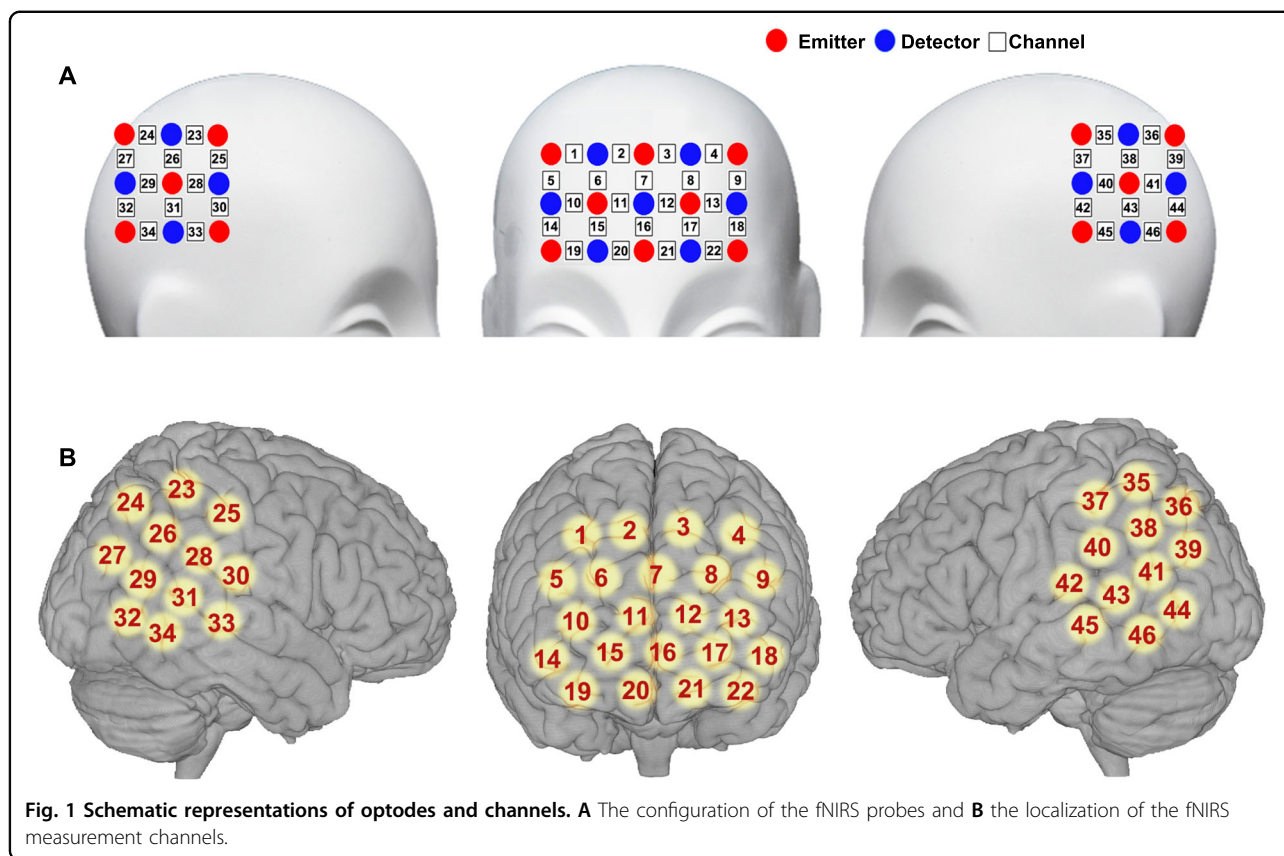 Emitter Detector Channel
A
24 23
27 26 25
29 28
32 31 30
34 33
1 2 3 4
5 6 7 8 9
10 11 12 13
14 15 16 17 18
19 20 21 22
35 36
37 38 39
40 41
42 43 44
45 46
B
23
24
25
26
27
28
29
30
31
32
33
34
1 2 3 4
5 6 7 8 9
10 11 12 13
14 15 16 17 18
19 20 21 22
35
37
36
38
40
39
41
42
43
44
45
46
Fig. 1 Schematic representations of optodes and channels. A The configuration of the fNIRS probes and B the localization of the fNIRS
measurement channels.